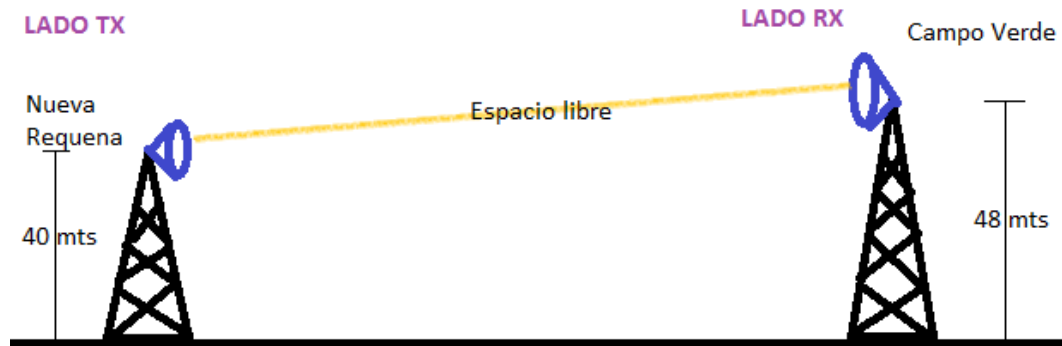 LADO TX
LADO RX
Campo Verde
Nueva
Requena
Espacio libre
40 mts
48 mts